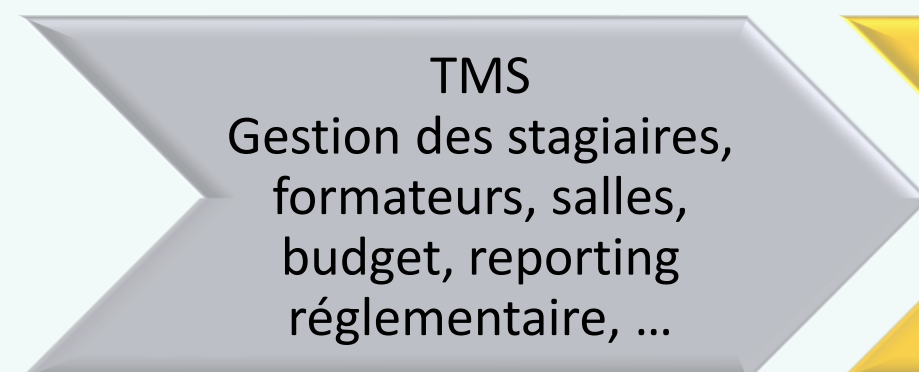 TMS
Gestion des stagiaires,
formateurs, salles,
budget, reporting
réglementaire, ...